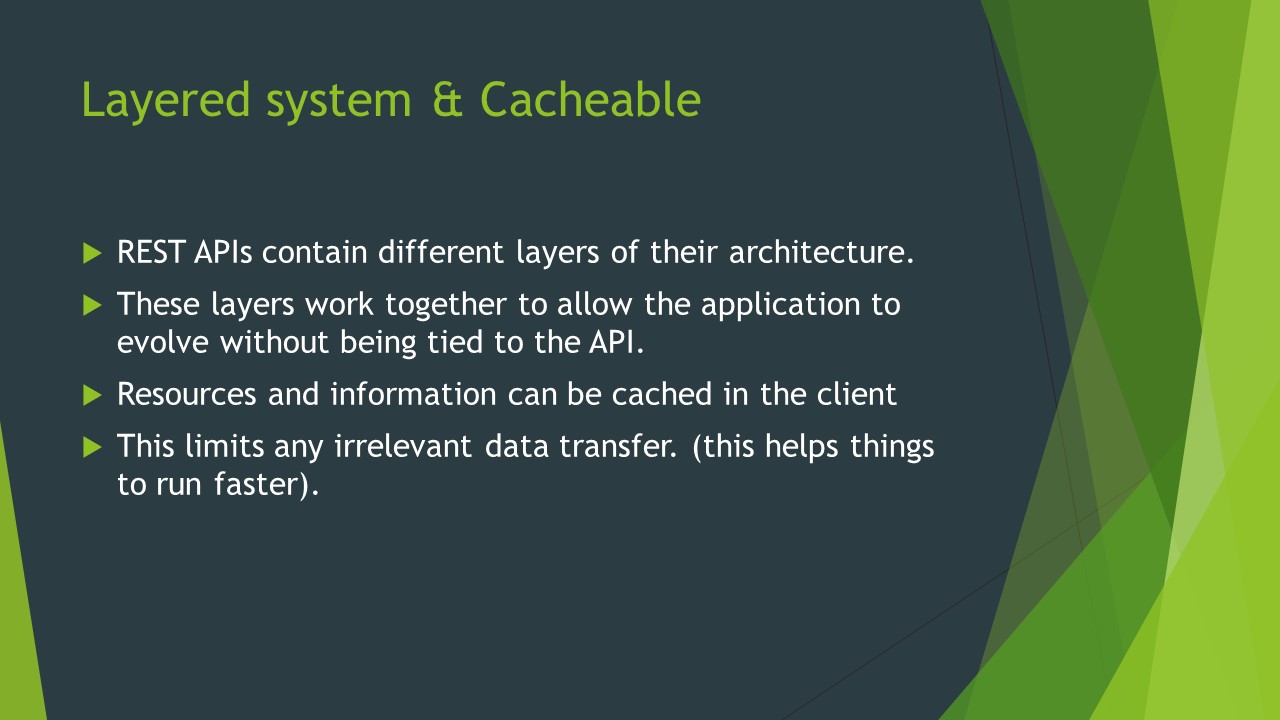 Layered system & Cacheable
REST APIs contain different layers of their architecture.
These layers work together to allow the application to
evolve without being tied to the API.
Resources and information can be cached in the client
This limits any irrelevant data transfer. (this helps things
to run faster).